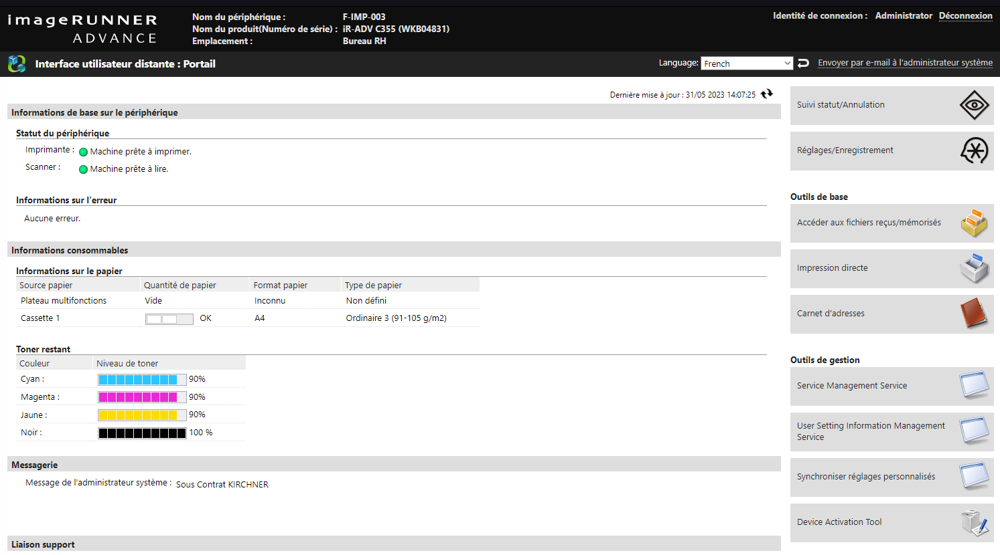 imageRUNNER
ADVANCE
Nom du périphérique : F-IMP-003
Nom du produit(Numéro de série) : iR-ADV C355 (WKB04831)
Emplacement : Bureau RH
Identité de connexion : Administrator Déconnexion
Interface utilisateur distante : Portail
Language: French
Envoyer par e-mail à l'administrateur système
Dernière mise à jour : 31/05 2023 14:07:25
Informations de base sur le périphérique
Statut du périphérique
Imprimante : Machine prête à imprimer.
Scanner : Machine prête à lire.
Informations sur l'erreur
Aucune erreur.
Informations consommables
Informations sur le papier
Source papier Quantité de papier Format papier Type de papier
Plateau multifonctions Vide Inconnu Non défini
Cassette 1 OK A4 Ordinaire 3 (91-105 g/m2)
Toner restant
Couleur Niveau de toner
Cyan : 90%
Magenta : 90%
Jaune : 90%
Noir : 100 %
Messagerie
Message de l'administrateur système : Sous Contrat KIRCHNER
Liaison support
Suivi statut/Annulation
Réglages/Enregistrement
Outils de base
Accéder aux fichiers reçus/mémorisés
Impression directe
Carnet d'adresses
Outils de gestion
Service Management Service
User Setting Information Management
Service
Synchroniser réglages personnalisés
Device Activation Tool